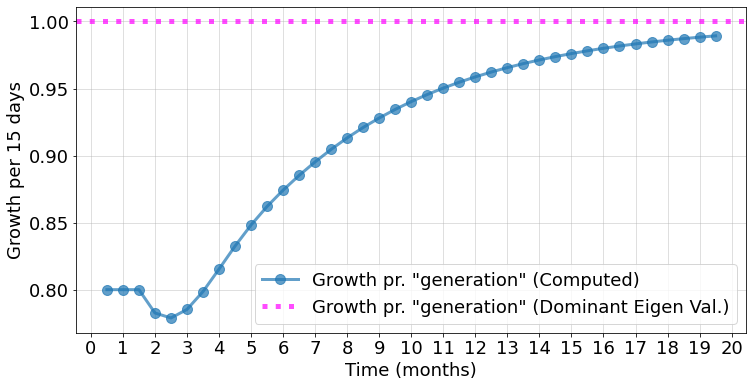 1.00
0.95
0.90
0.85
0.80
Growth per 15 days
Growth pr. "generation" (Computed)
Growth pr. "generation" (Dominant Eigen Val.)
0 1 2 3 4 5 6 7 8 9 10 11 12 13 14 15 16 17 18 19 20
Time (months)